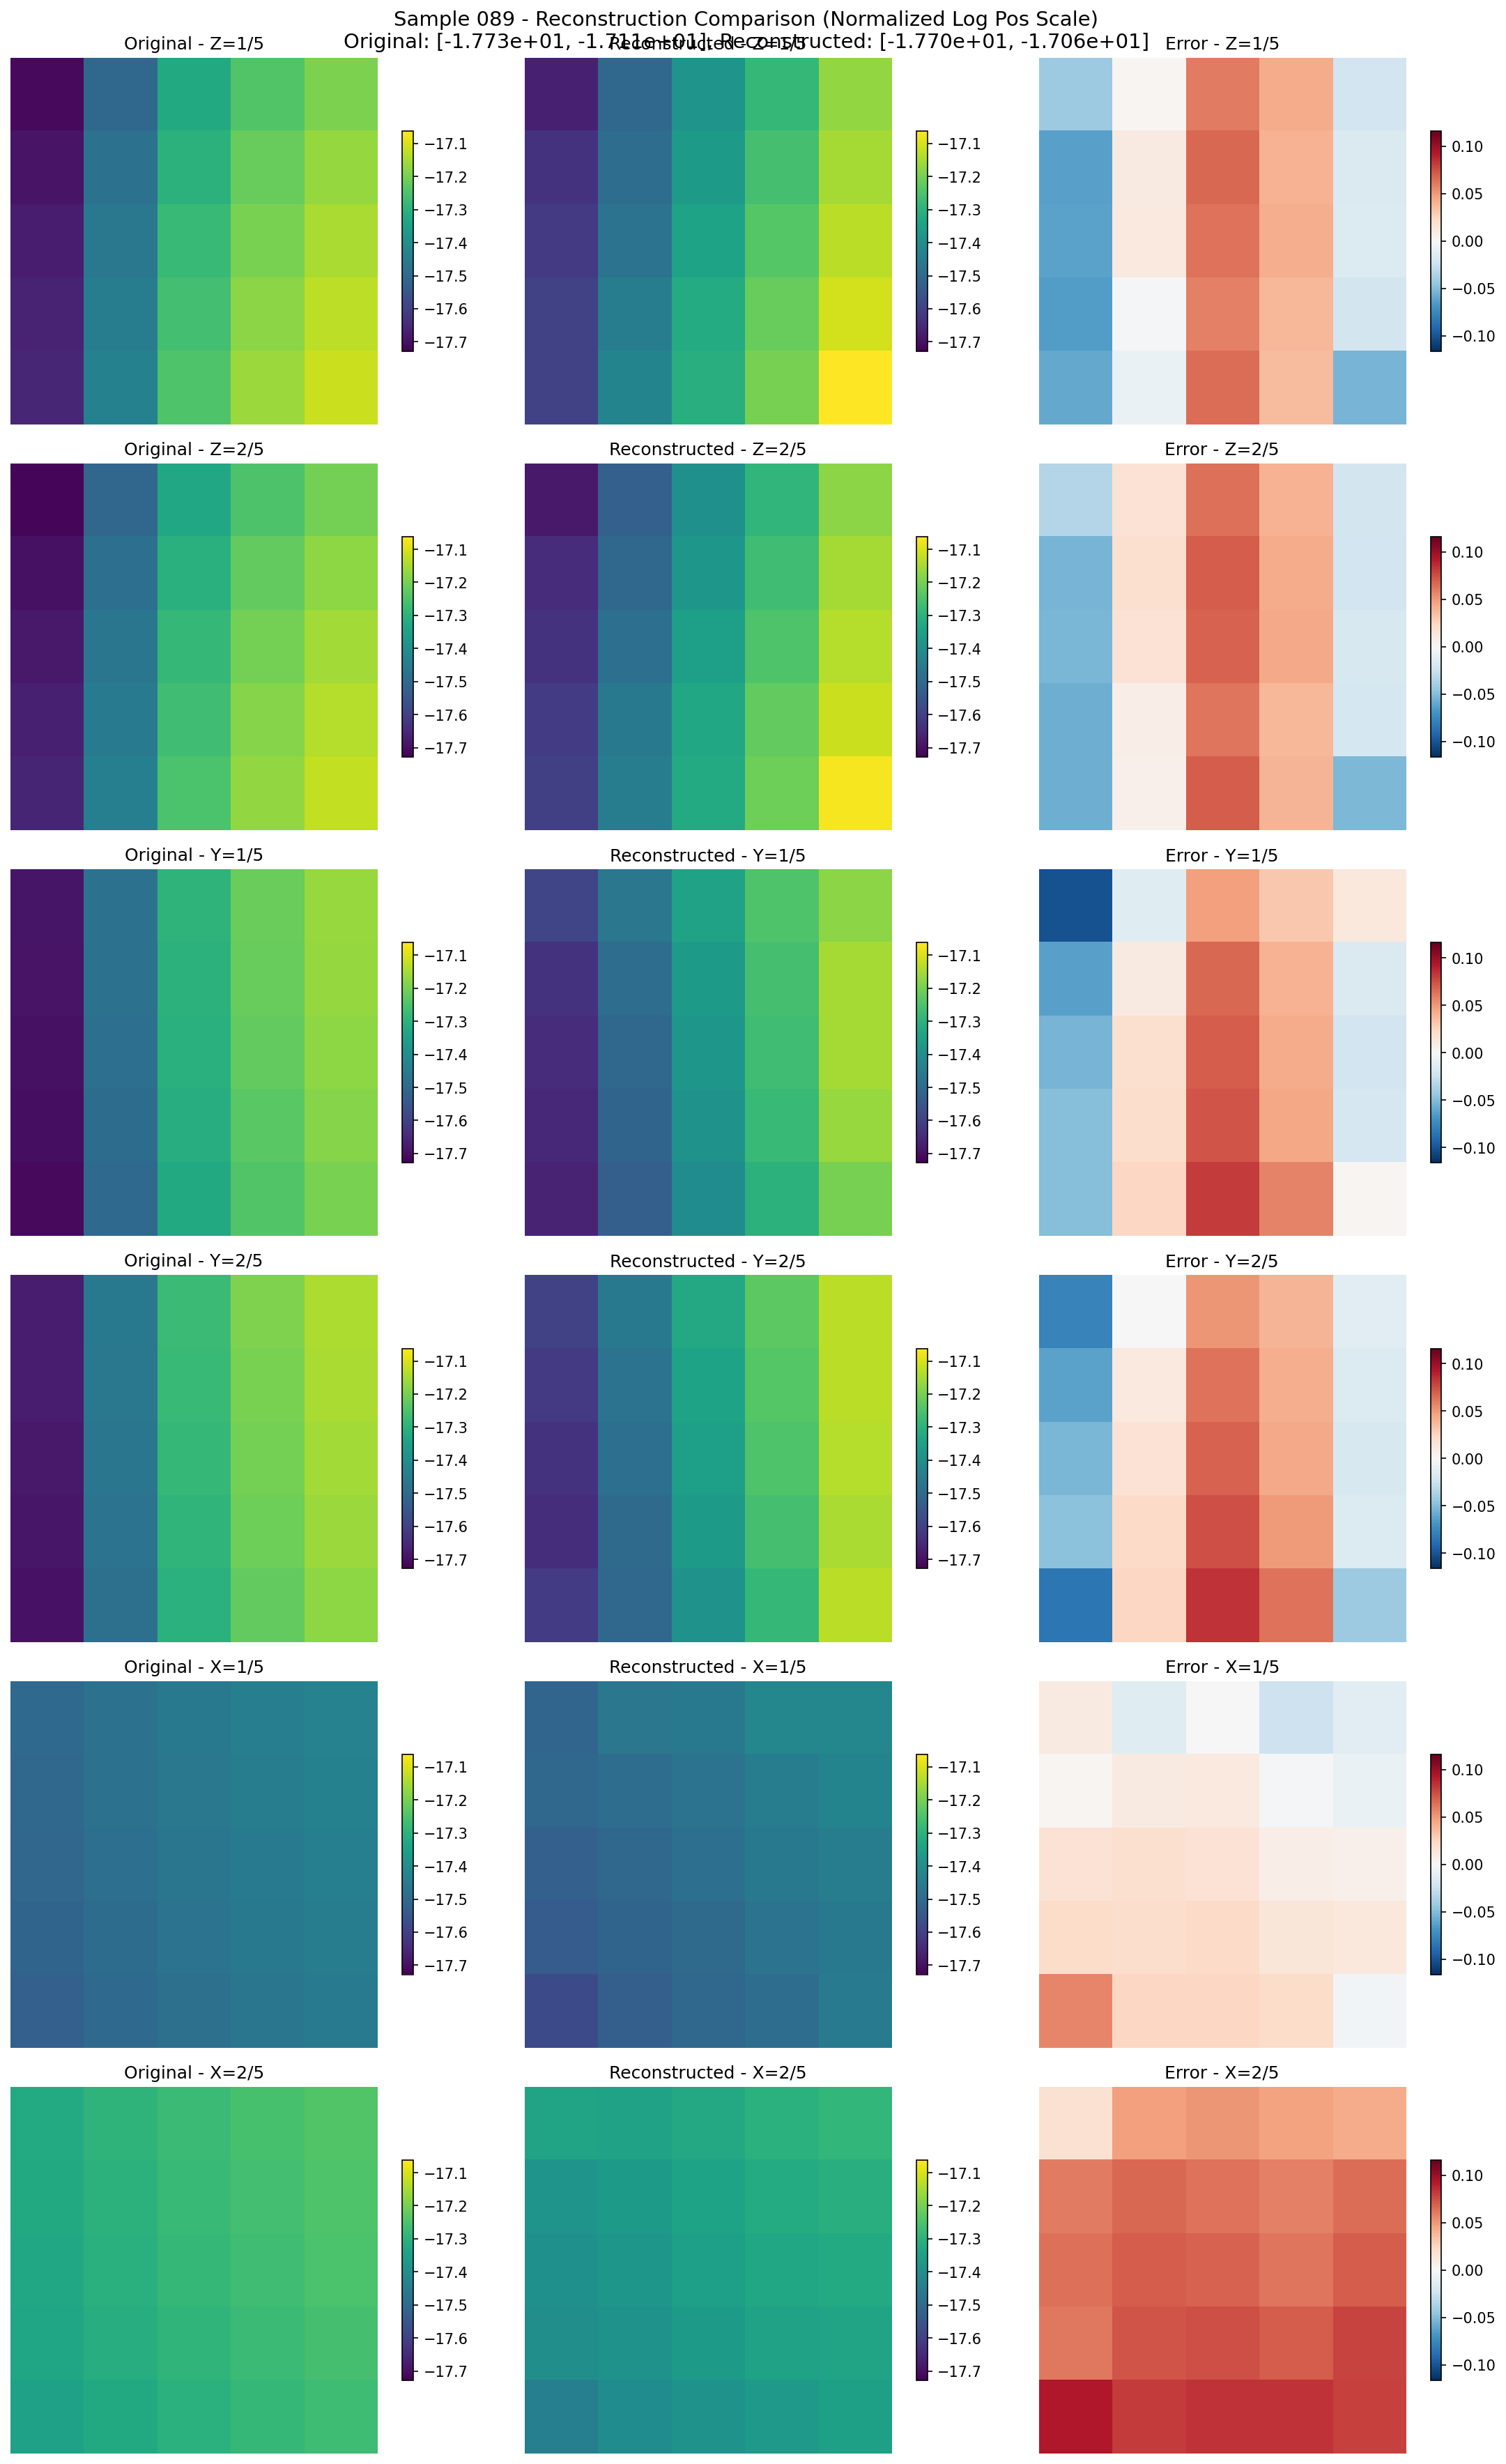 Sample 089 - Reconstruction Comparison (Normalized Log Pos Scale)
Original: [-1.773e+01, -1.711e+01]; Reconstructed: [-1.770e+01, -1.706e+01]
Original - Z=1/5 Reconstructed - Z=1/5 Error - Z=1/5
−17.1 −17.1 0.10
−17.2 −17.2 0.05
−17.3 −17.3 0.00
−17.4 −17.4 −0.05
−17.5 −17.5 −0.10
−17.6 −17.6
−17.7 −17.7
Original - Z=2/5 Reconstructed - Z=2/5 Error - Z=2/5
−17.1 −17.1 0.10
−17.2 −17.2 0.05
−17.3 −17.3 0.00
−17.4 −17.4 −0.05
−17.5 −17.5 −0.10
−17.6 −17.6
−17.7 −17.7
Original - Y=1/5 Reconstructed - Y=1/5 Error - Y=1/5
−17.1 −17.1 0.10
−17.2 −17.2 0.05
−17.3 −17.3 0.00
−17.4 −17.4 −0.05
−17.5 −17.5 −0.10
−17.6 −17.6
−17.7 −17.7
Original - Y=2/5 Reconstructed - Y=2/5 Error - Y=2/5
−17.1 −17.1 0.10
−17.2 −17.2 0.05
−17.3 −17.3 0.00
−17.4 −17.4 −0.05
−17.5 −17.5 −0.10
−17.6 −17.6
−17.7 −17.7
Original - X=1/5 Reconstructed - X=1/5 Error - X=1/5
−17.1 −17.1 0.10
−17.2 −17.2 0.05
−17.3 −17.3 0.00
−17.4 −17.4 −0.05
−17.5 −17.5 −0.10
−17.6 −17.6
−17.7 −17.7
Original - X=2/5 Reconstructed - X=2/5 Error - X=2/5
−17.1 −17.1 0.10
−17.2 −17.2 0.05
−17.3 −17.3 0.00
−17.4 −17.4 −0.05
−17.5 −17.5 −0.10
−17.6 −17.6
−17.7 −17.7